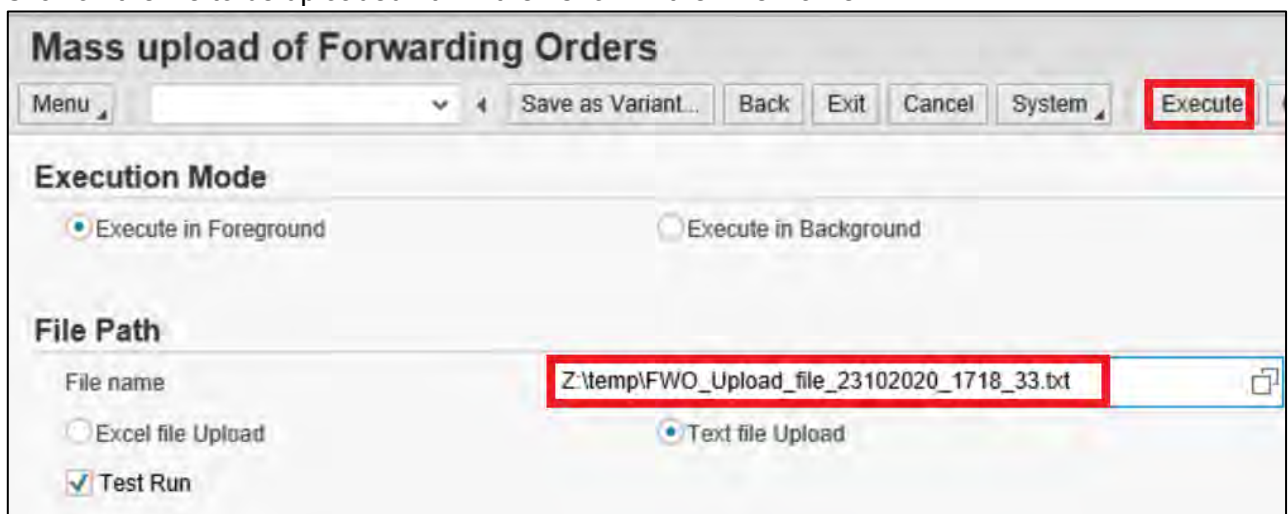 Mass upload of Forwarding Orders
Menu Save as Variant... Back Exit Cancel System Execute
Execution Mode
Execute in Foreground Execute in Background
File Path
File name Z:\temp\FWO_Upload_file_23102020_1718_33.txt
Excel file Upload Text file Upload
Test Run